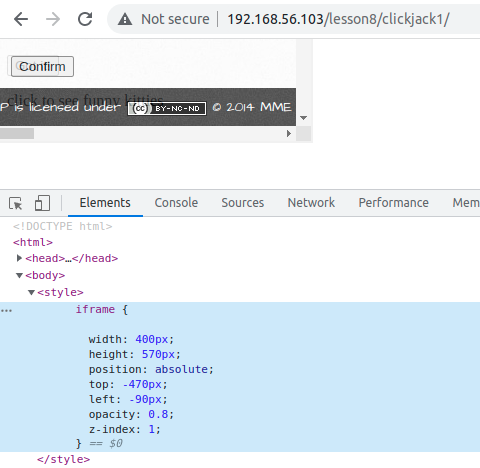 Not secure | 192.168.56.103/lesson8/clickjack1/
Confirm
click to see funny kitties
P is licensed under (cc) BY-NC-ND © 2014 MME
Elements Console Sources Network Performance Mem
<!DOCTYPE html>
<html>
<head>…</head>
<body>
<style>
iframe {
width: 400px;
height: 570px;
position: absolute;
top: -470px;
left: -90px;
opacity: 0.8;
z-index: 1;
} == $0
</style>